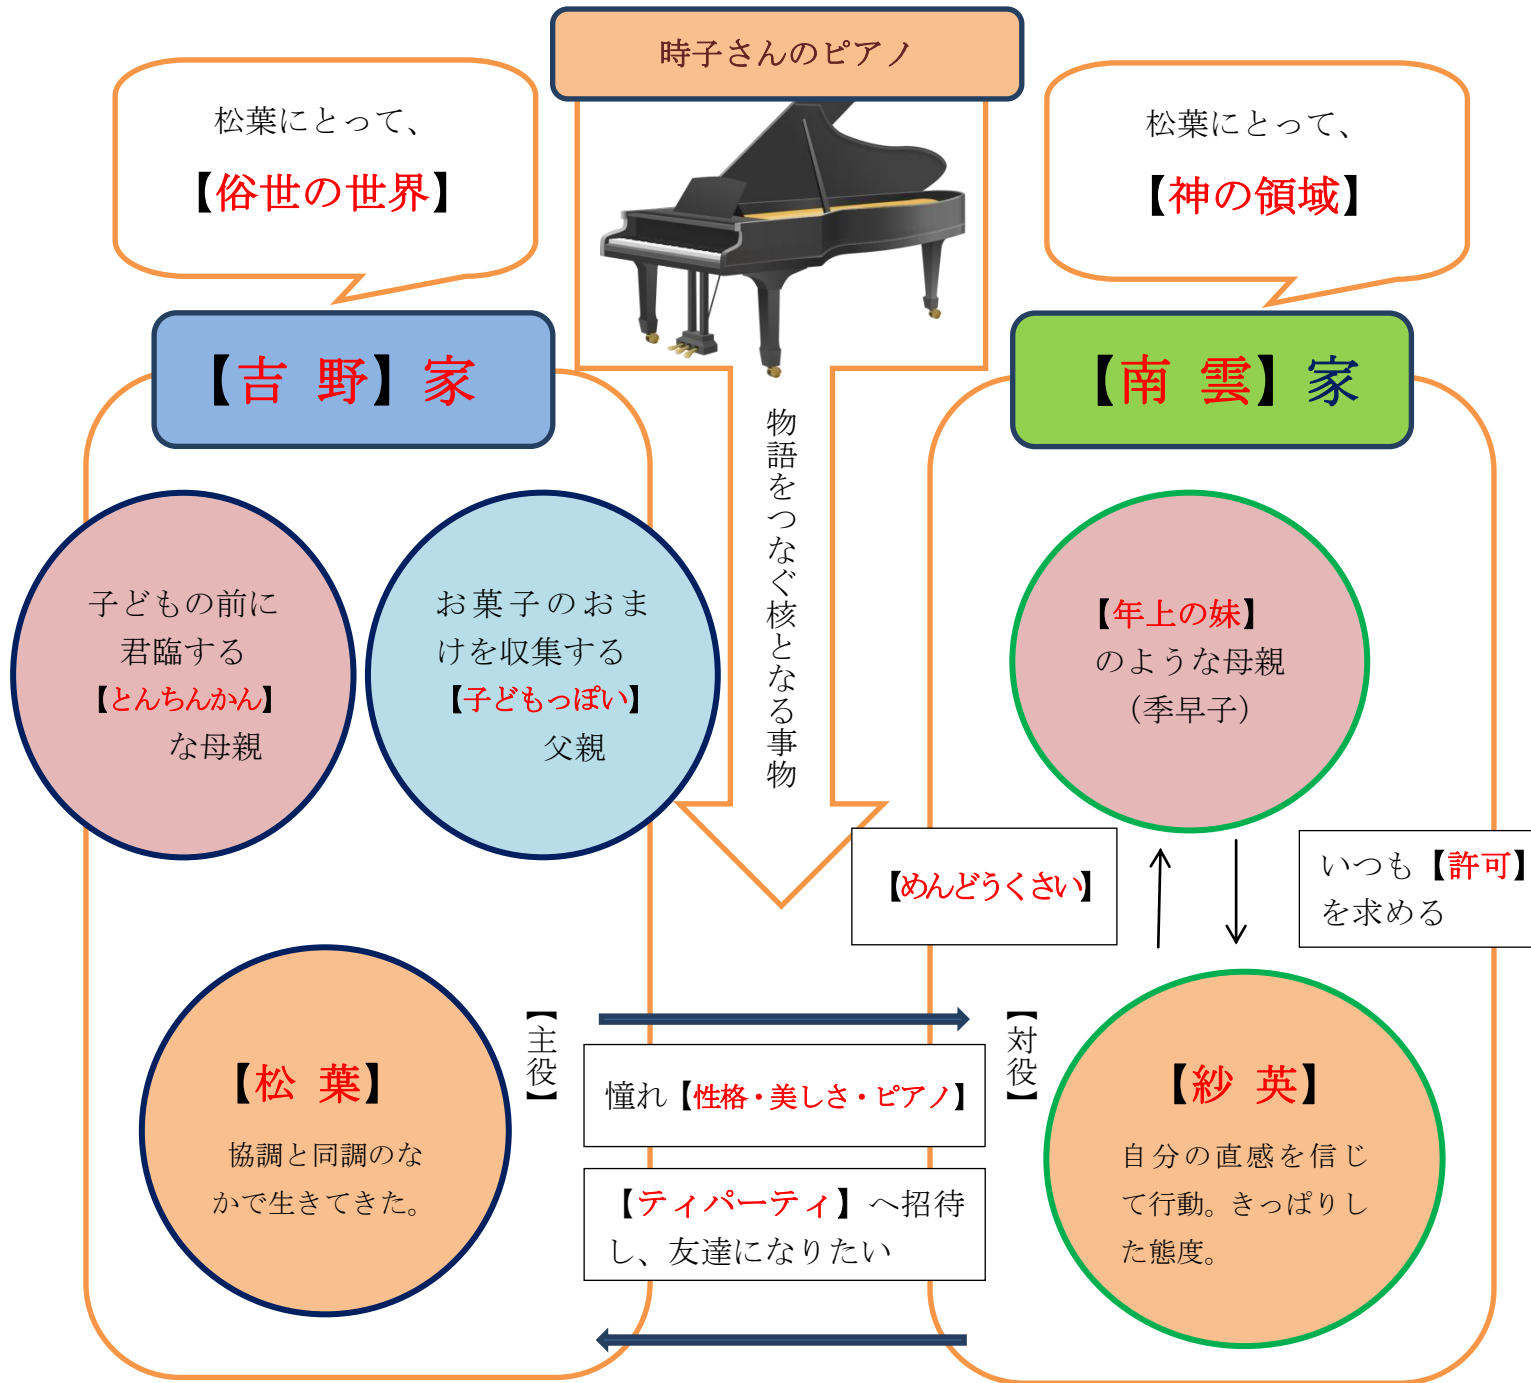 時子さんのピアノ
松葉にとって、
【俗世の世界】
松葉にとって、
【神の領域】
【吉 野】家
【南 雲】家
子どもの前に
君臨する
【とんちんかん】
な母親
お菓子のおま
けを収集する
【子どもっぽい】
父親
物語をつなぐ核となる事物
【年上の妹】
のような母親
（季早子）
【めんどうくさい】
いつも【許可】
を求める
【松 葉】
協調と同調のな
かで生きてきた。
【主役】
憧れ【性格・美しさ・ピアノ】
【ティパーティ】へ招待
し、友達になりたい
【対役】
【紗 英】
自分の直感を信じ
て行動。きっぱりし
た態度。